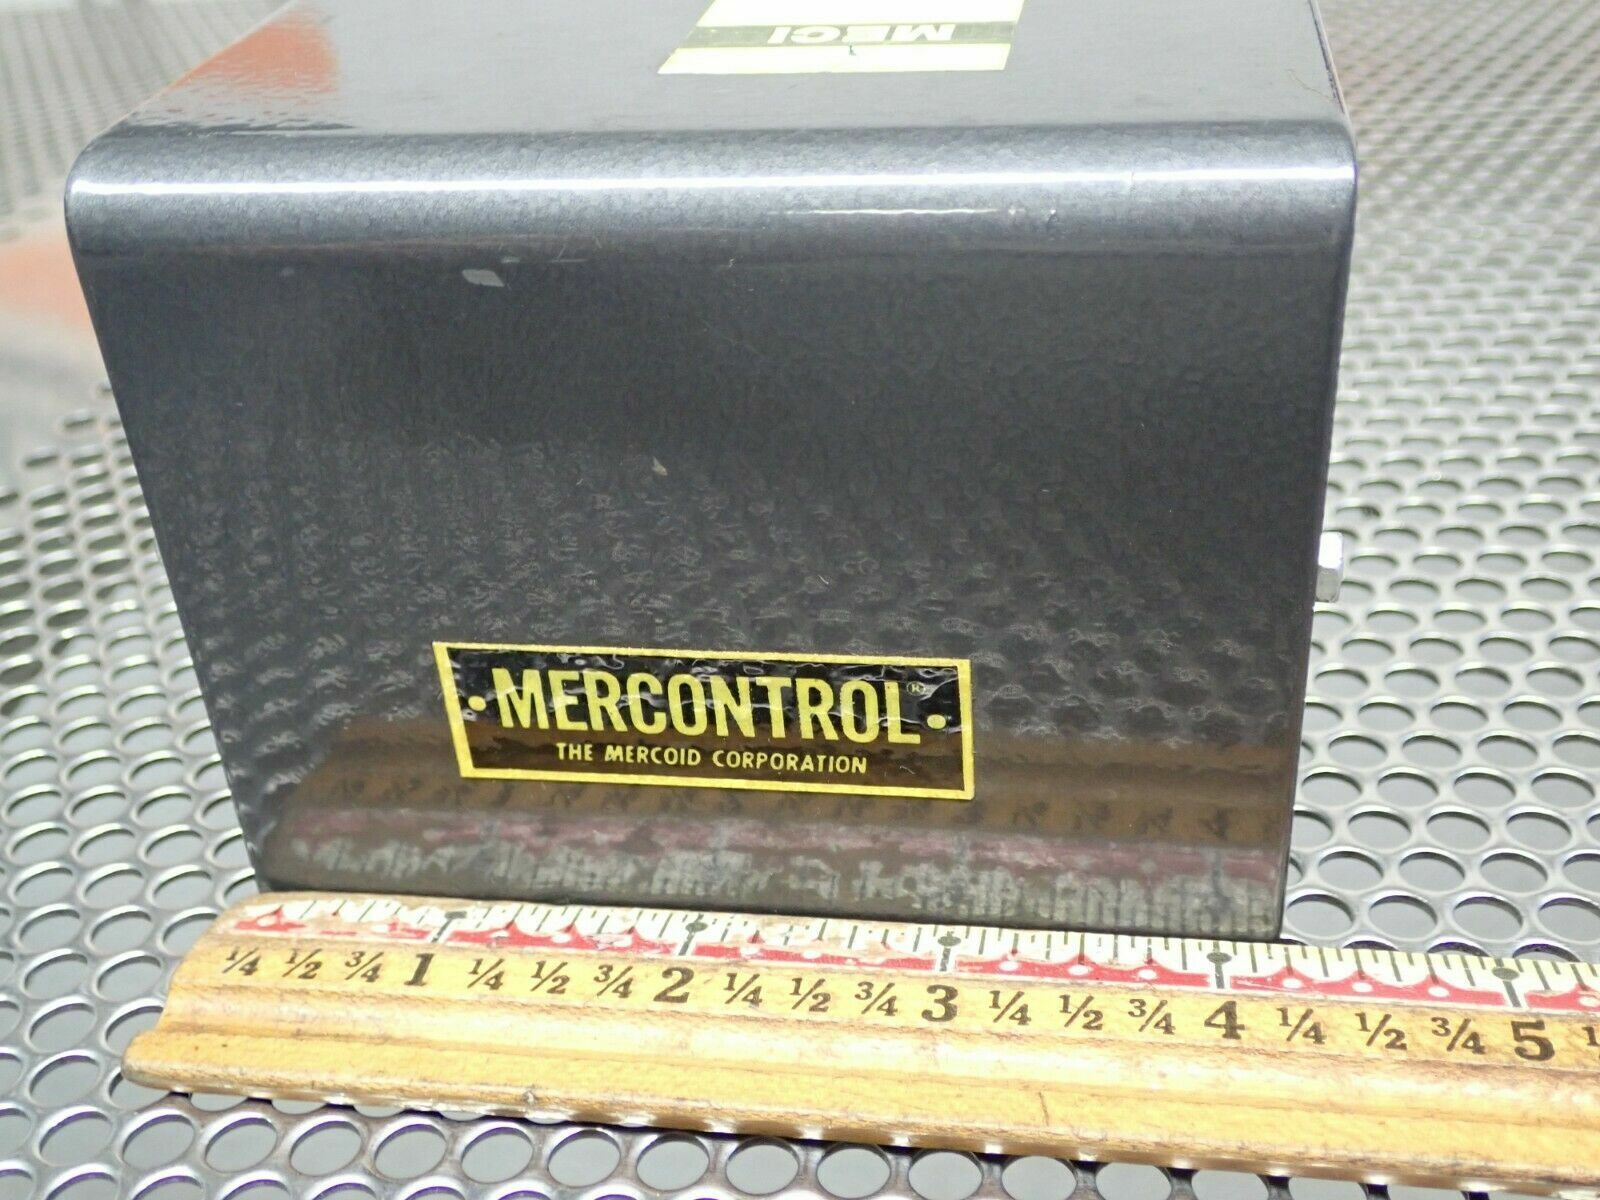 MECI
• MERCONTROL® •
THE MERCOID CORPORATION
1/4 1/2 3/4 1 1/4 1/2 3/4 2 1/4 1/2 3/4 3 1/4 1/2 3/4 4 1/4 1/2 3/4 5